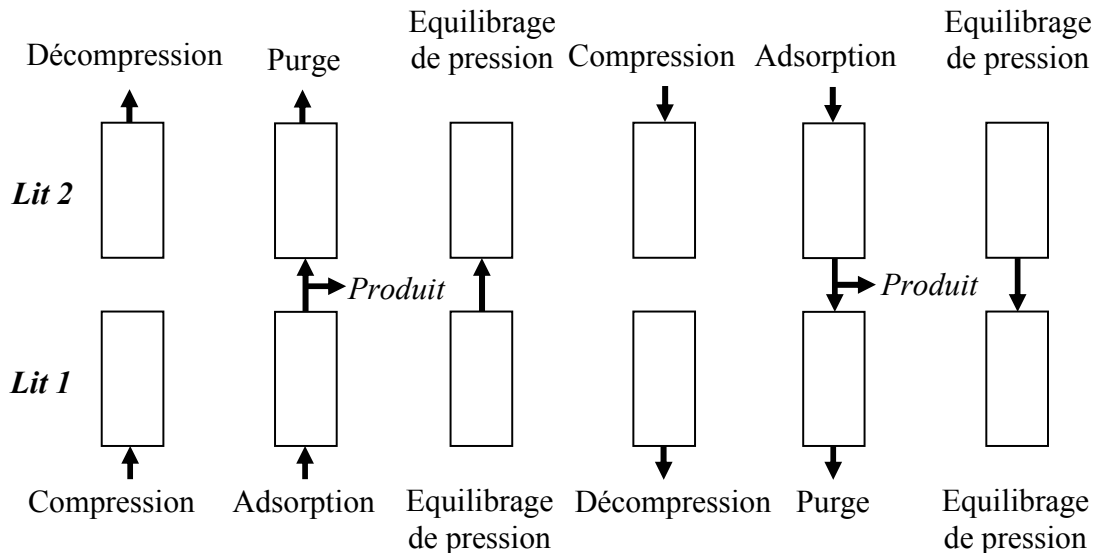 Décompression
Purge
Equilibrage
de pression
Compression
Adsorption
Equilibrage
de pression
Lit 2
Produit
Produit
Lit 1
Compression
Adsorption
Equilibrage
de pression
Décompression
Purge
Equilibrage
de pression